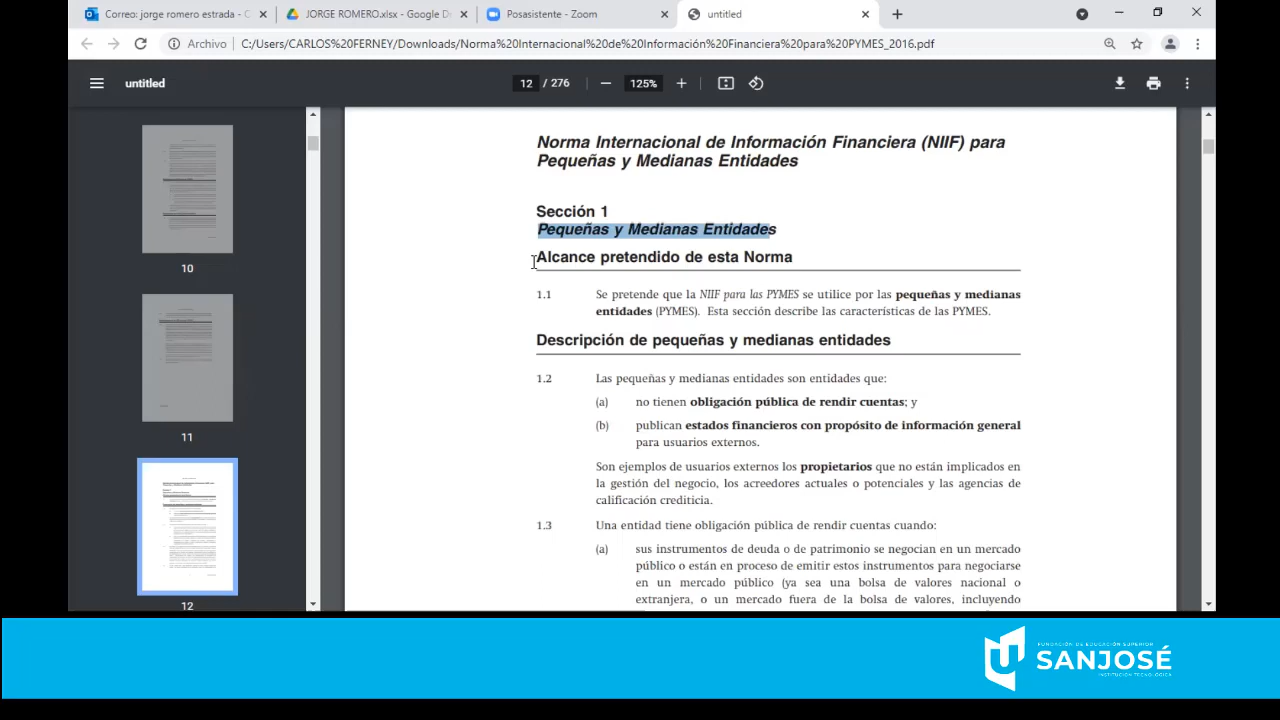 Correo: jorge romero estrada - C
JORGE ROMERO.xlsx - Google D
Posasistente - Zoom
untitled
Archivo
C:/Users/CARLOS%20FERNEY/Downloads/Norma%20Internacional%20de%20Información%20Financiera%20para%20PYMES_2016.pdf
untitled
12 / 276
125%
10
11
12
Norma Internacional de Información Financiera (NIIF) para
Pequeñas y Medianas Entidades
Sección 1
Pequeñas y Medianas Entidades
Alcance pretendido de esta Norma
1.1 Se pretende que la NIIF para las PYMES se utilice por las pequeñas y medianas
entidades (PYMES). Esta sección describe las características de las PYMES.
Descripción de pequeñas y medianas entidades
1.2 Las pequeñas y medianas entidades son entidades que:
(a) no tienen obligación pública de rendir cuentas; y
(b) publican estados financieros con propósito de información general
para usuarios externos.
Son ejemplos de usuarios externos los propietarios que no están implicados en
la gestión del negocio, los acreedores actuales o potenciales y las agencias de
calificación crediticia.
1.3 Una entidad tiene obligación pública de rendir cuentas cuando:
(a) sus instrumentos de deuda o de patrimonio se negocian en un mercado
público o están en proceso de emitir estos instrumentos para negociarse
en un mercado público (ya sea una bolsa de valores nacional o
extranjera, o un mercado fuera de la bolsa de valores, incluyendo
FUNDACIÓN DE EDUCACIÓN SUPERIOR
SANJOSÉ
INSTITUCIÓN TECNOLÓGICA